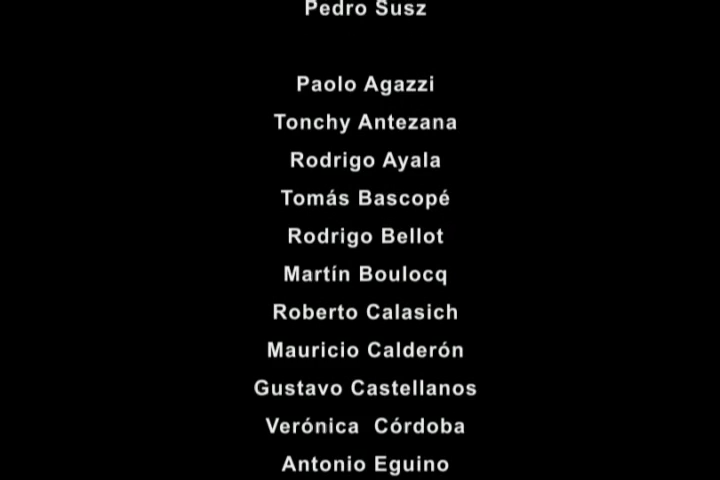 Pedro Susz
Paolo Agazzi
Tonchy Antezana
Rodrigo Ayala
Tomás Bascopé
Rodrigo Bellot
Martín Boulocq
Roberto Calasich
Mauricio Calderón
Gustavo Castellanos
Verónica Córdoba
Antonio Eguino